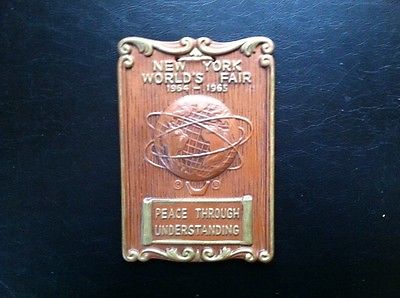 NEW YORK
WORLD'S FAIR
1964 - 1965
PEACE THROUGH
UNDERSTANDING